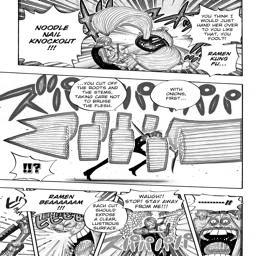 YOU THINK I
WOULD JUST
HAND HER OVER
TO YOU LIKE
THAT, YOU
FOOL?!
RAMEN
KUNG
FU...
NOODLE
NAIL
KNOCKOUT
!!!
WITH
ONIONS,
FIRST...
...YOU CUT OFF
THE ROOTS AND
THE STEMS,
TAKING CARE NOT
TO BRUISE
THE FLESH.
!!?
WAUGH!!
STOP! STAY AWAY
FROM ME!!!
EACH CUT
SHOULD
EXPOSE
A CLEAR,
LUSTROUS
SURFACE.
RAMEN
BEAAAAAM
!!!